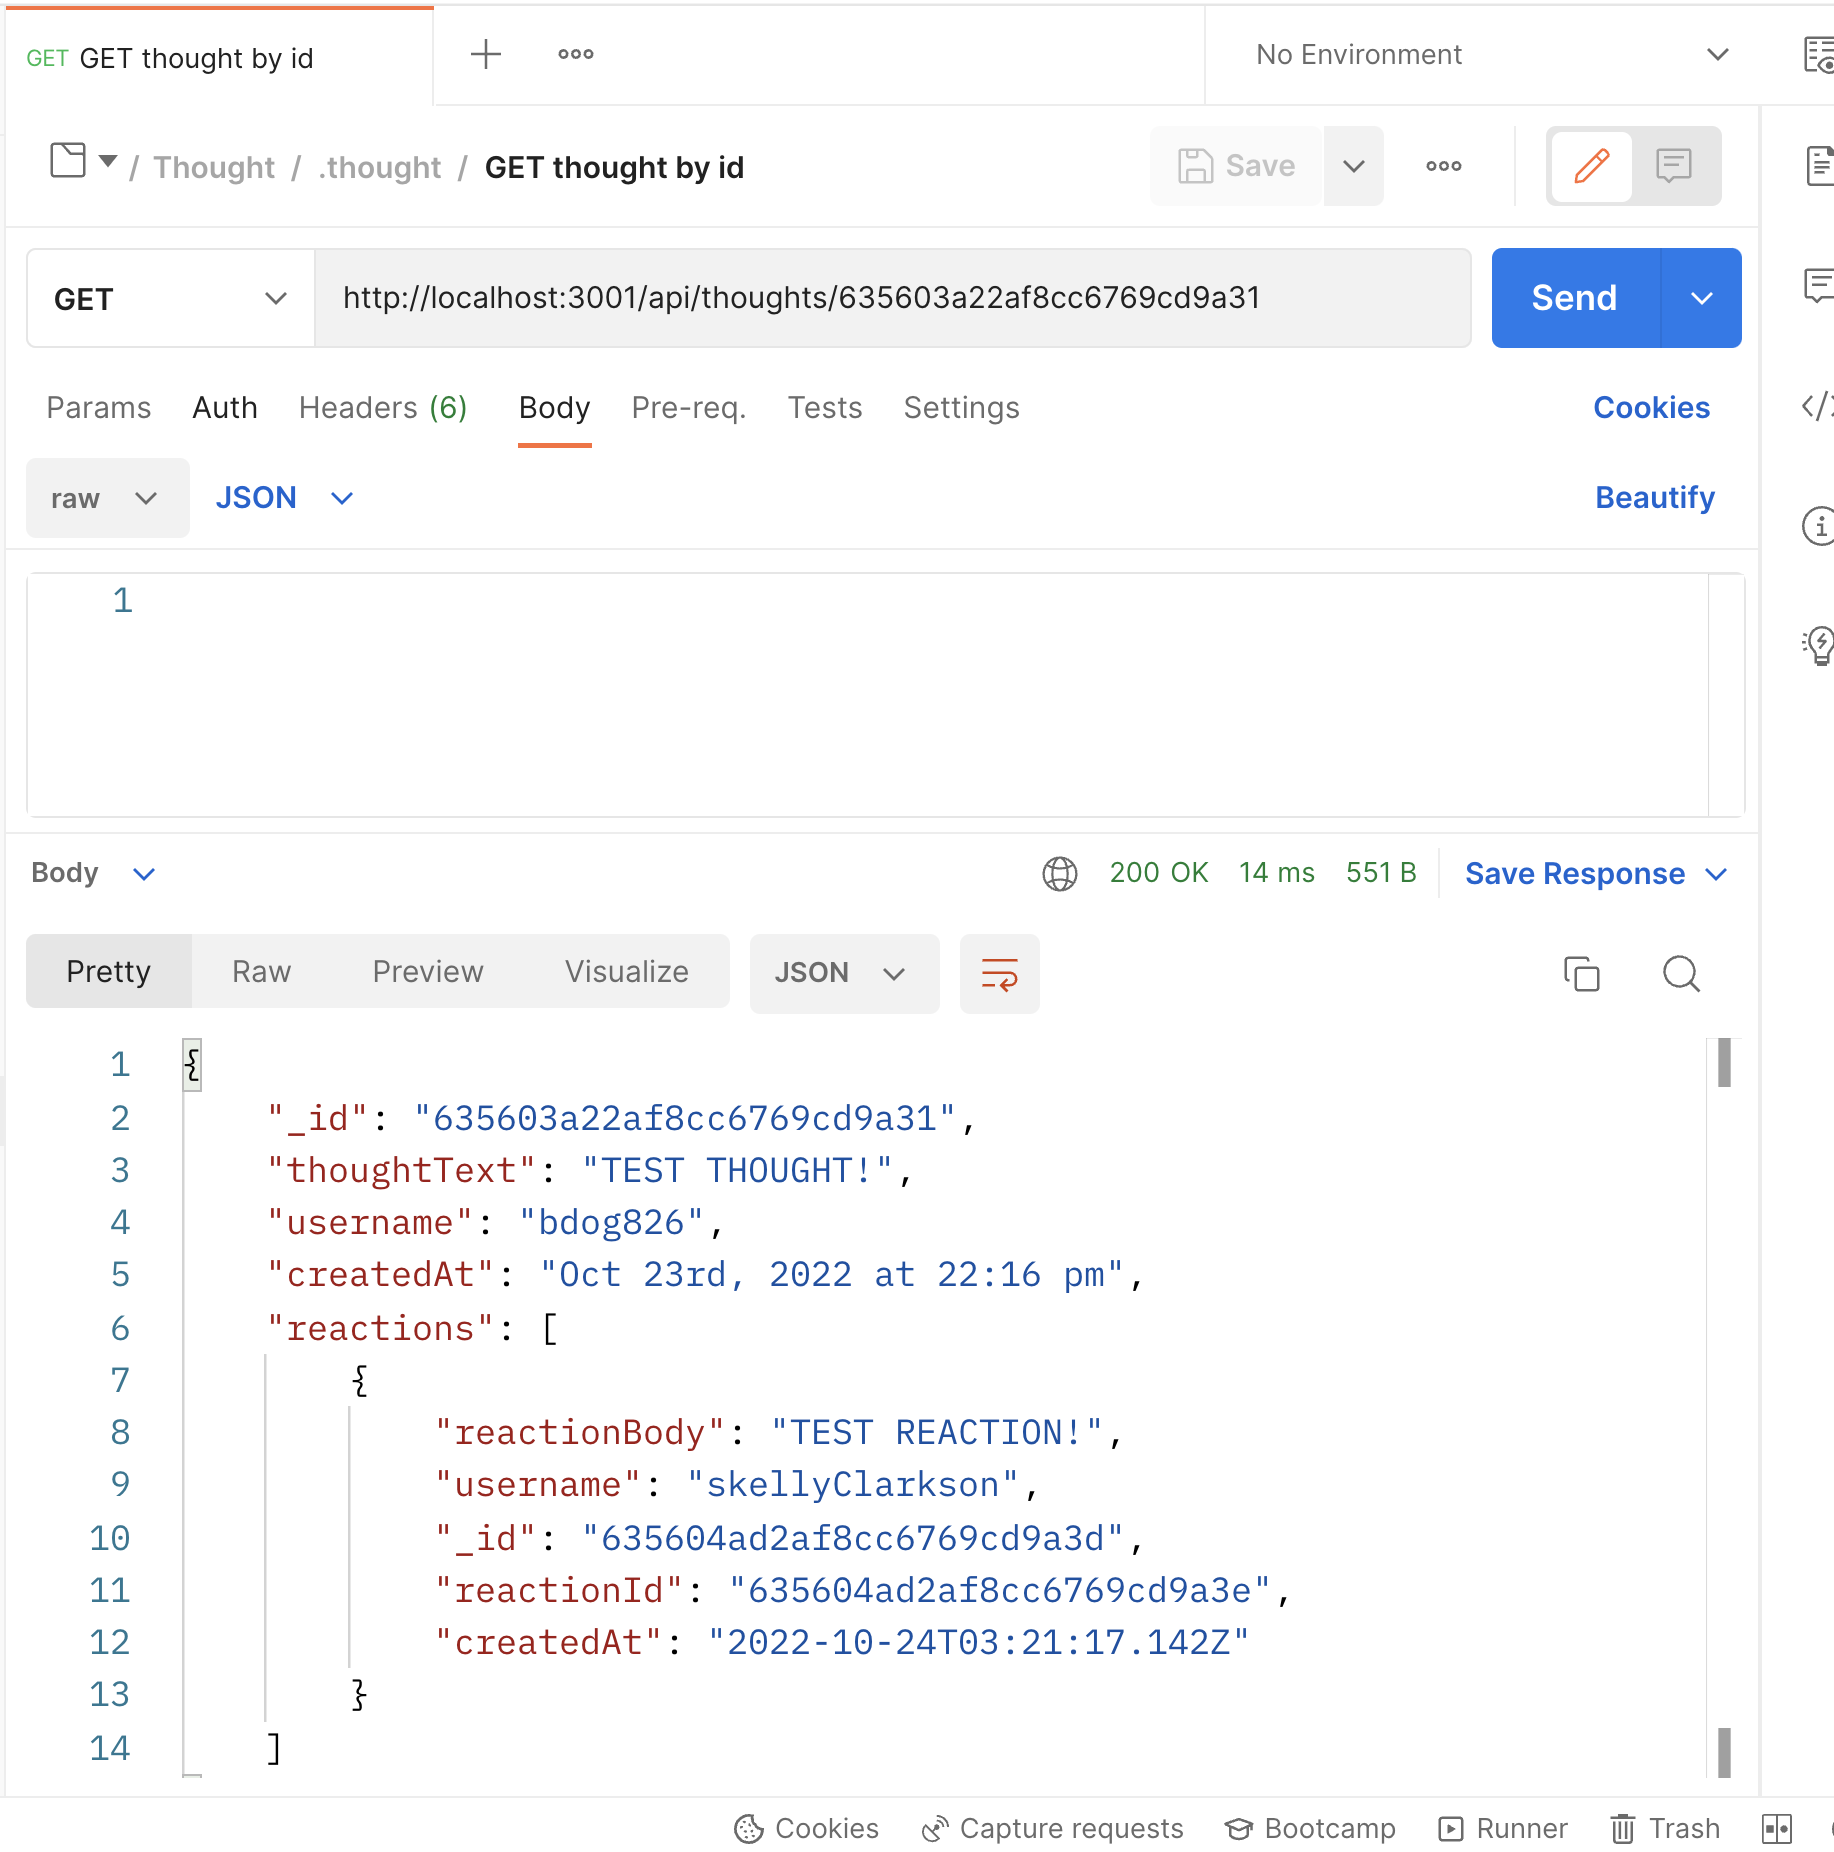 GET GET thought by id
No Environment
/ Thought / .thought / GET thought by id
Save
GET http://localhost:3001/api/thoughts/635603a22af8cc6769cd9a31 Send
Params Auth Headers (6) Body Pre-req. Tests Settings Cookies
raw JSON Beautify
1
Body 200 OK 14 ms 551 B Save Response
Pretty Raw Preview Visualize JSON
1 {
2 "_id": "635603a22af8cc6769cd9a31",
3 "thoughtText": "TEST THOUGHT!",
4 "username": "bdog826",
5 "createdAt": "Oct 23rd, 2022 at 22:16 pm",
6 "reactions": [
7 {
8 "reactionBody": "TEST REACTION!",
9 "username": "skellyClarkson",
10 "_id": "635604ad2af8cc6769cd9a3d",
11 "reactionId": "635604ad2af8cc6769cd9a3e",
12 "createdAt": "2022-10-24T03:21:17.142Z"
13 }
14 ]
Cookies Capture requests Bootcamp Runner Trash